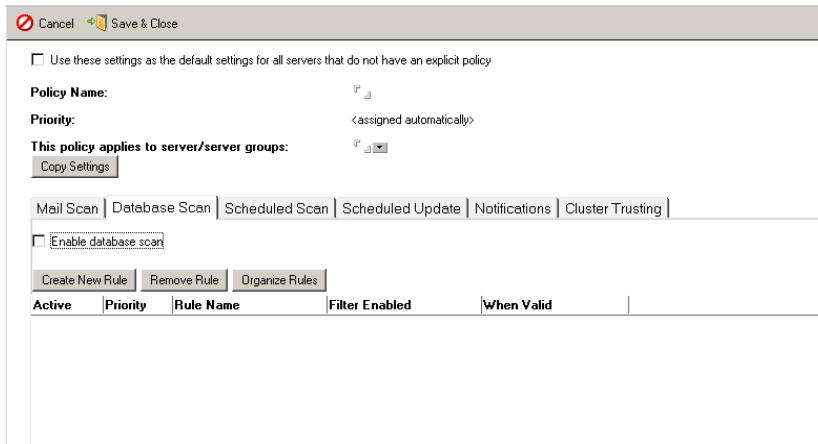 Cancel Save & Close
Use these settings as the default settings for all servers that do not have an explicit policy
Policy Name:
Priority: <assigned automatically>
This policy applies to server/server groups:
Copy Settings
Mail Scan Database Scan Scheduled Scan Scheduled Update Notifications Cluster Trusting
Enable database scan
Create New Rule Remove Rule Organize Rules
Active Priority Rule Name Filter Enabled When Valid